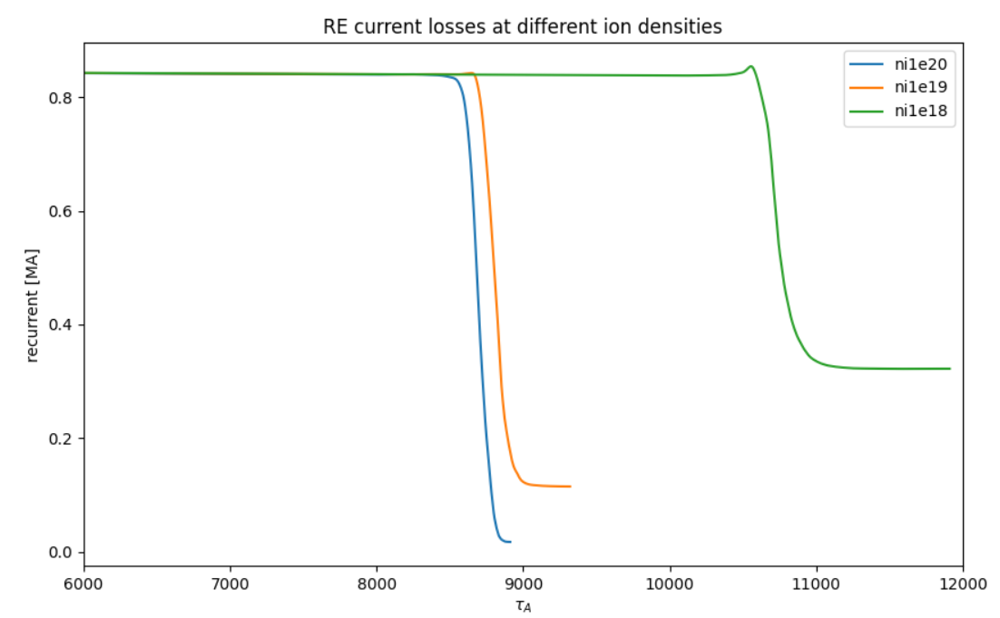 RE current losses at different ion densities
ni1e20
ni1e19
ni1e18
recurrent [MA]
0.8
0.6
0.4
0.2
0.0
6000 7000 8000 9000 10000 11000 12000
τ_A